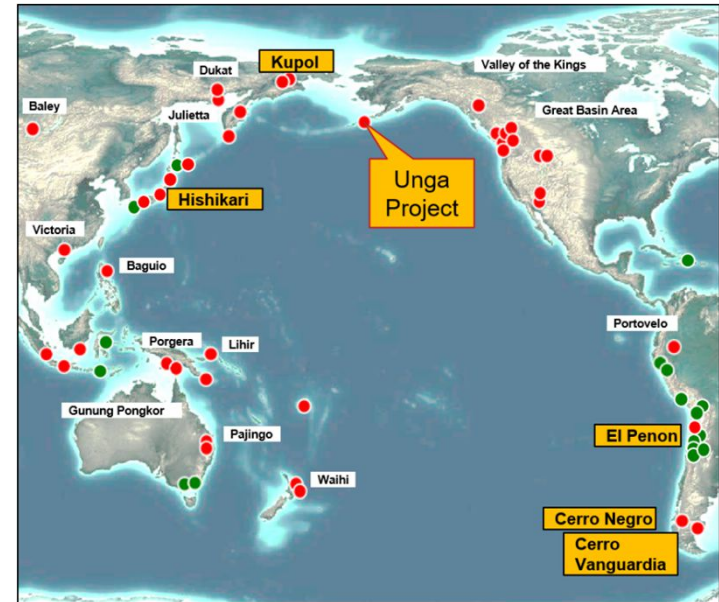 Kupol
Valley of the Kings
Dukat
Baley
Great Basin Area
Julietta
Unga
Project
Hishikari
Victoria
Baguio
Portovelo
Porgera
Lihir
Gunung Pongkor
Pajingo
El Penon
Waihi
Cerro Negro
Cerro
Vanguardia